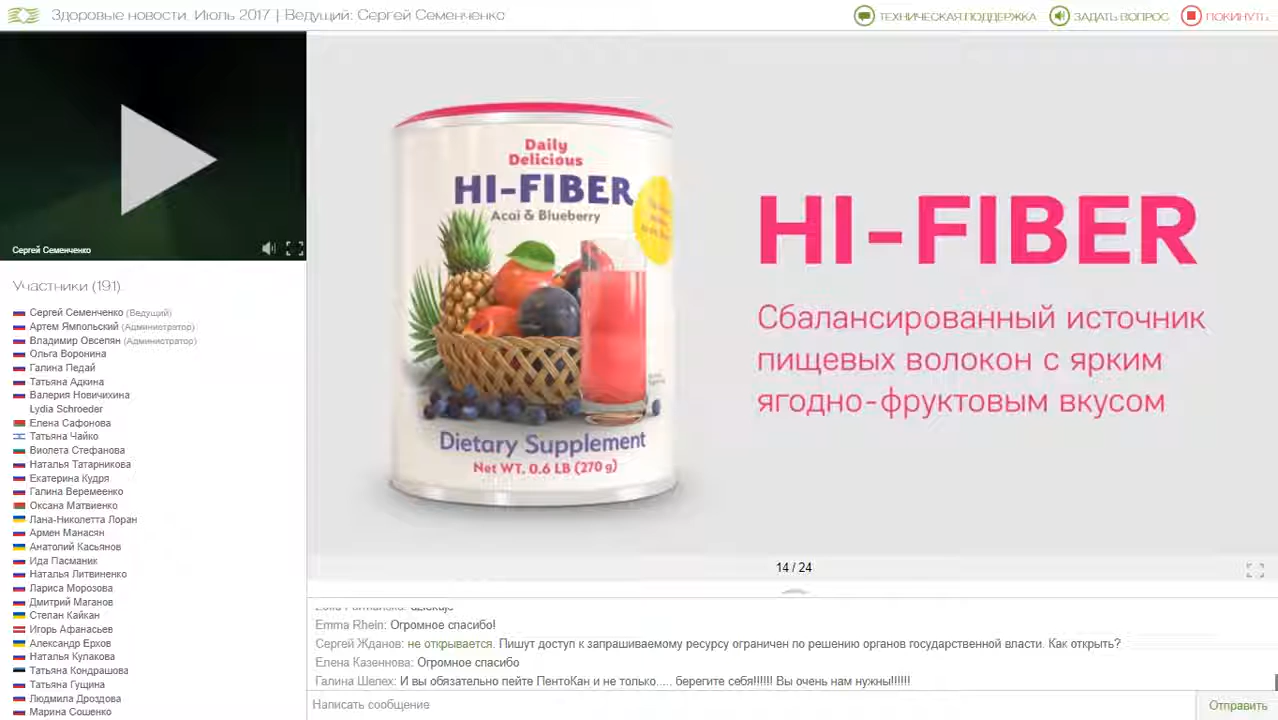 Здоровые новости. Июль 2017 | Ведущий: Сергей Семенченко
ТЕХНИЧЕСКАЯ ПОДДЕРЖКА
ЗАДАТЬ ВОПРОС
ПОКИНУТЬ
Сергей Семенченко
Участники (191).
Сергей Семенченко (Ведущий)
Артем Ямпольский (Администратор)
Владимир Овсепян (Администратор)
Ольга Воронина
Галина Педай
Татьяна Адкина
Валерия Новичихина
Lydia Schroeder
Елена Сафонова
Татьяна Чайко
Виолета Стефанова
Наталья Татарникова
Екатерина Кудря
Галина Веремеенко
Оксана Матвиенко
Лана-Николетта Лоран
Армен Манасян
Анатолий Касьянов
Ида Пасманик
Наталья Литвиненко
Лариса Морозова
Дмитрий Маганов
Степан Кайкан
Игорь Афанасьев
Александр Ерхов
Наталья Кулакова
Татьяна Кондрашова
Татьяна Гущина
Людмила Дроздова
Марина Сошенко
Daily
Delicious
HI-FIBER
Acai & Blueberry
Dietary Supplement
Net WT. 0.6 LB (270 g)
HI-FIBER
Сбалансированный источник
пищевых волокон с ярким
ягодно-фруктовым вкусом
14 / 24
Emma Rhein: Огромное спасибо!
Сергей Жданов: не открывается. Пишут доступ к запрашиваемому ресурсу ограничен по решению органов государственной власти. Как открыть?
Елена Казеннова: Огромное спасибо
Галина Шелех: И вы обязательно пейте ПентоКан и не только..... берегите себя!!!!!! Вы очень нам нужны!!!!!!
Написать сообщение
Отправить